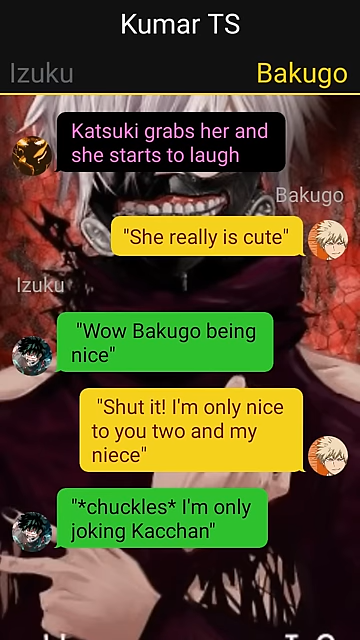 Kumar TS
Izuku
Bakugo
Katsuki grabs her and
she starts to laugh
Bakugo
"She really is cute"
Izuku
"Wow Bakugo being
nice"
"Shut it! I'm only nice
to you two and my
niece"
"*chuckles* I'm only
joking Kacchan"